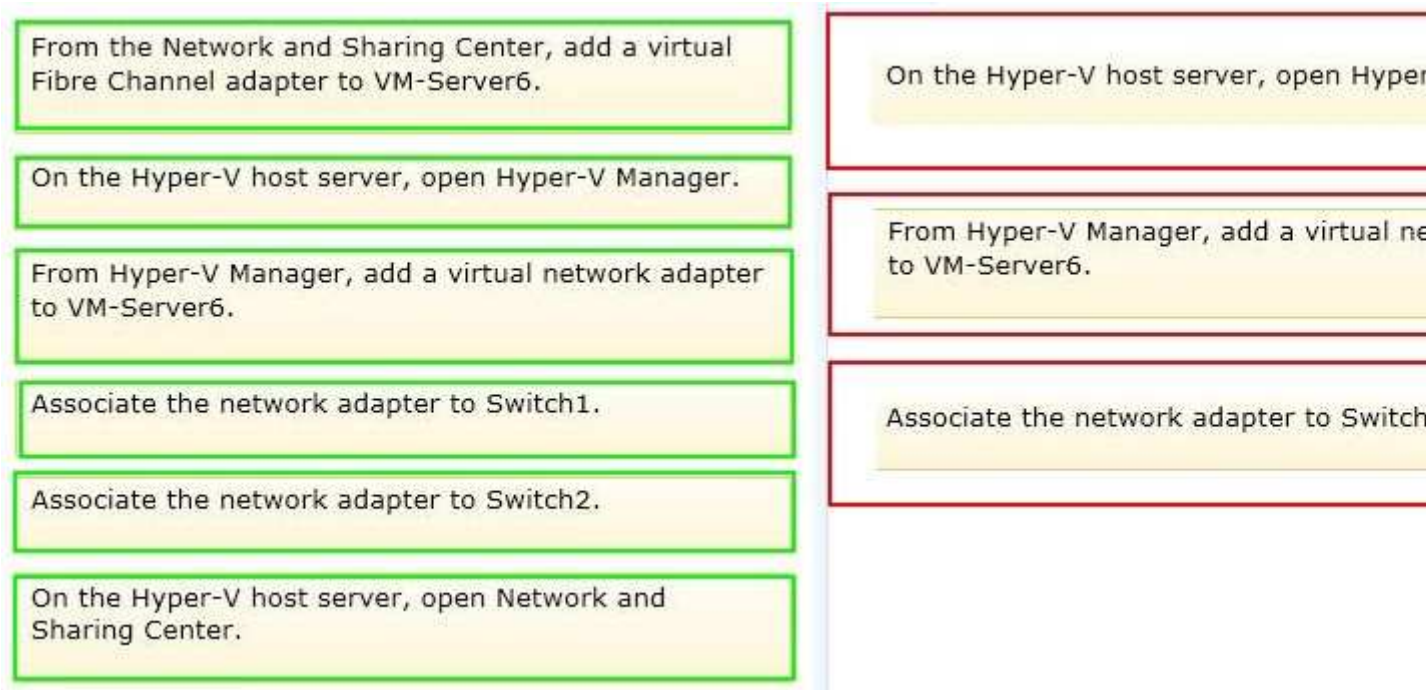 From the Network and Sharing Center, add a virtual
Fibre Channel adapter to VM-Server6.
On the Hyper-V host server, open Hyper-V Manager.
From Hyper-V Manager, add a virtual network adapter
to VM-Server6.
Associate the network adapter to Switch1.
Associate the network adapter to Switch2.
On the Hyper-V host server, open Network and
Sharing Center.
On the Hyper-V host server, open Hyper
From Hyper-V Manager, add a virtual ne
to VM-Server6.
Associate the network adapter to Switch